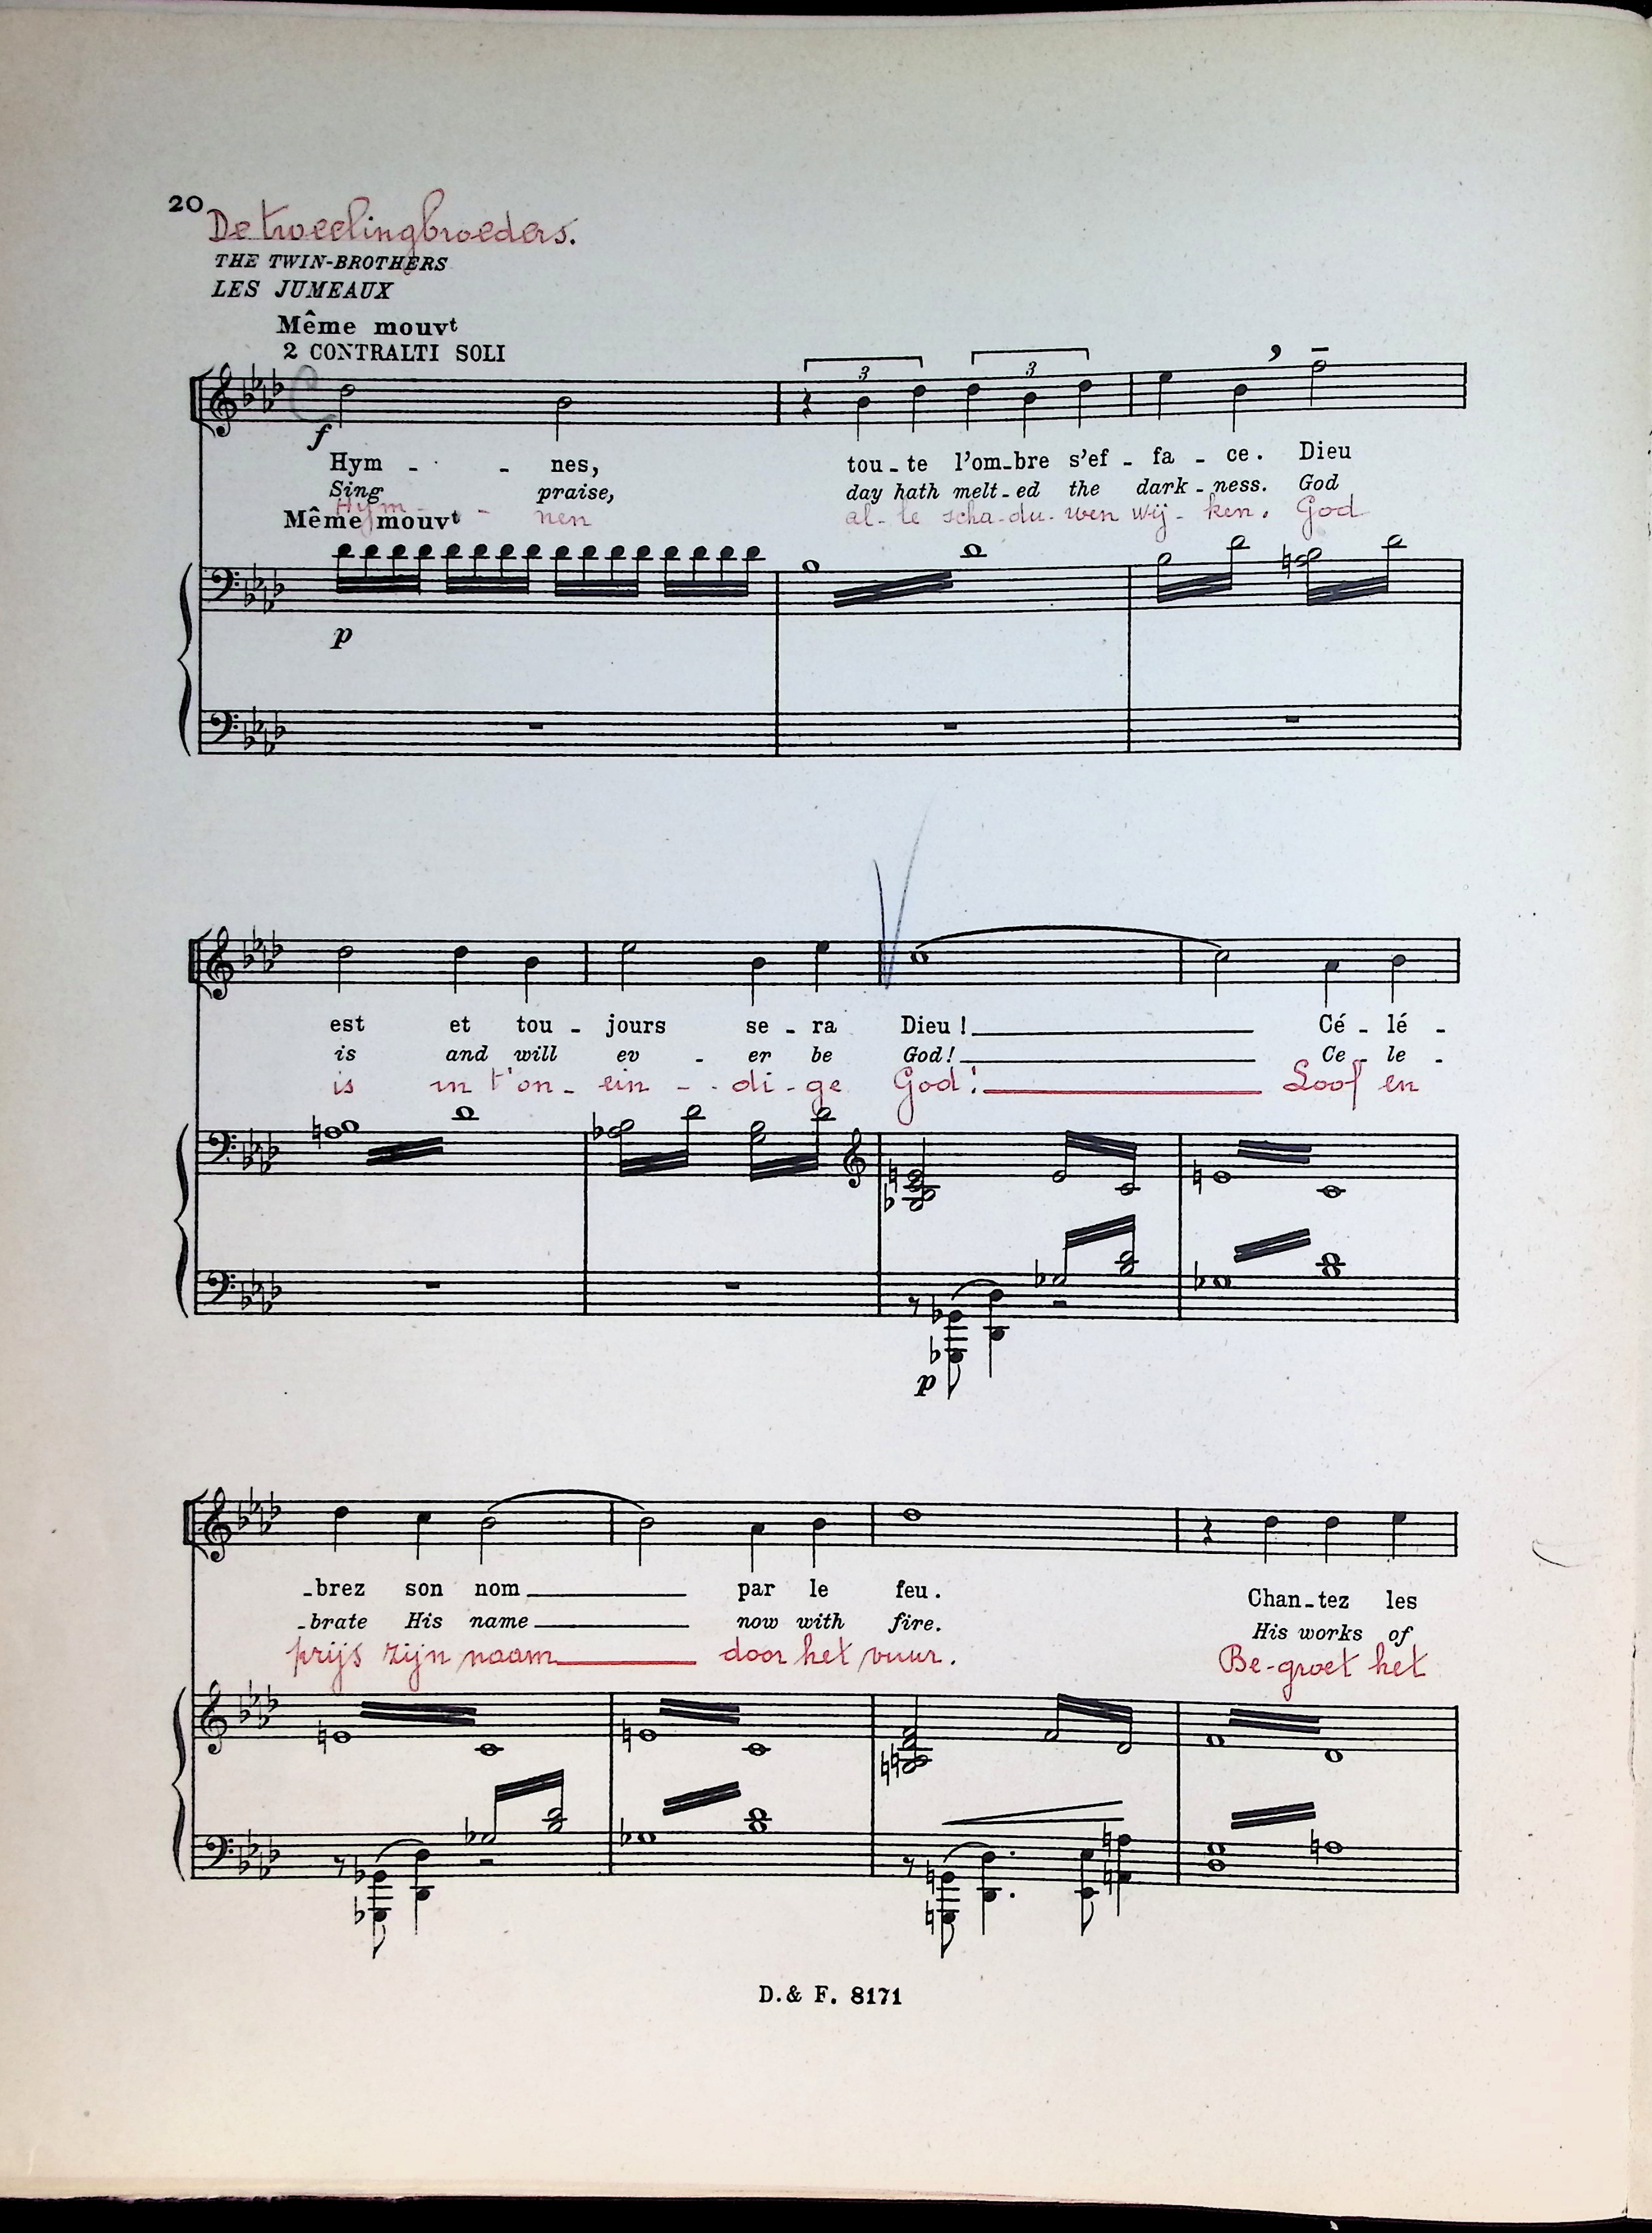 20
De tweelingbroeders.
THE TWIN-BROTHERS
LES JUMEAUX
Même mouvt
2 CONTRALTI SOLI
3 3
f
Hym - - nes, tou - te l'om - bre s'ef - fa - ce. Dieu
Sing praise, day hath melt - ed the dark - ness. God
Hym - - nen al - le scha - du - wen wij - ken. God
Même mouvt
p
est et tou - jours se - ra Dieu ! Cé - lé -
is and will ev - er be God! Ce - le -
is in t'on - ein - - di - ge God! Loof en
p
- brez son nom par le feu. Chan - tez les
- brate His name now with fire. His works of
prijs zijn naam door het vuur. Be - groet het
D. & F. 8171